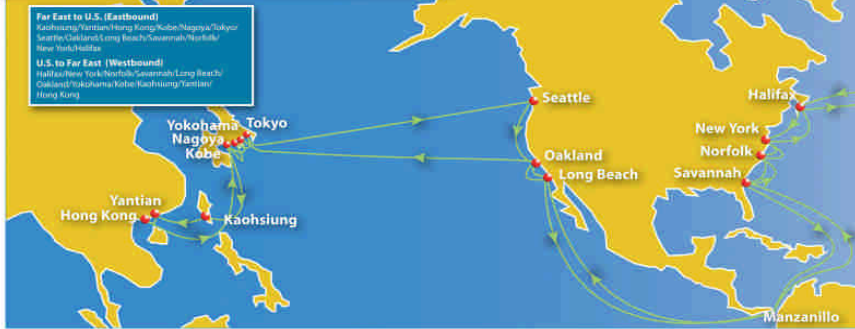 Far East to U.S. (Eastbound)
Kaohsiung/Yantian/Hong Kong/Kobe/Nagoya/Tokyo/
Seattle/Oakland/Long Beach/Savannah/Norfolk/
New York/Halifax
U.S. to Far East (Westbound)
Halifax/New York/Norfolk/Savannah/Long Beach/
Oakland/Yokohama/Kobe/Kaohsiung/Yantian/
Hong Kong
Seattle
Halifax
Yokohama
Tokyo
Nagoya
Kobe
New York
Norfolk
Oakland
Long Beach
Savannah
Yantian
Hong Kong
Kaohsiung
Manzanillo